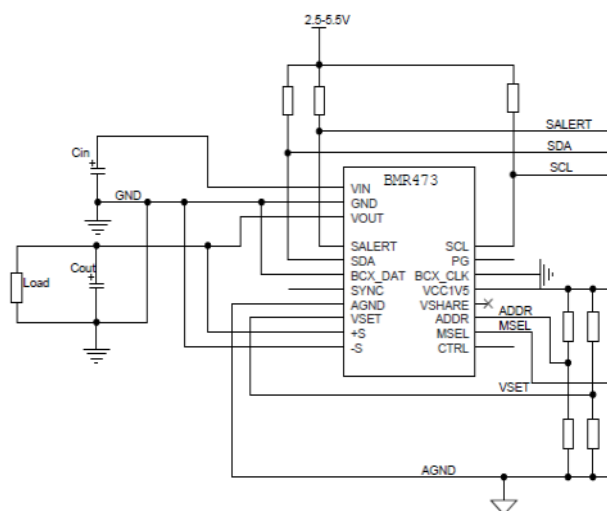 2.5-5.5V
SALERT
SDA
SCL
Cin
GND
BMR473
VIN
GND
VOUT
SALERT
SCL
SDA
PG
BCX_DAT
BCX_CLK
SYNC
VCC1V5
AGND
VSHARE
VSET
ADDR
+S
MSEL
-S
CTRL
Load
Cout
ADDR
MSEL
VSET
AGND